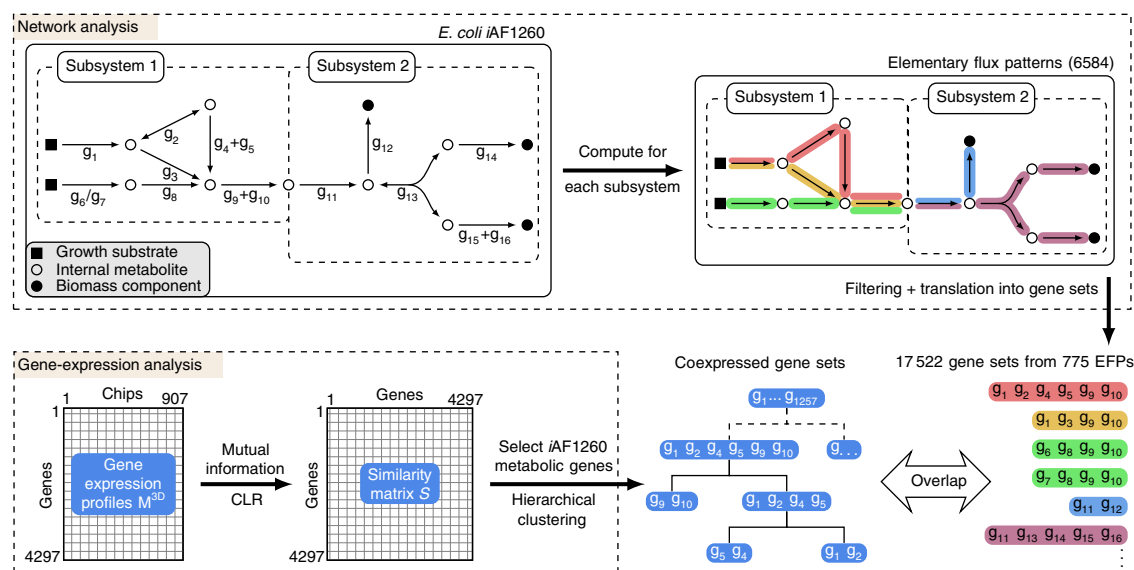 Network analysis
E. coli iAF1260
Subsystem 1
Subsystem 2
g1
g2
g3
g4+g5
g6/g7
g8
g9+g10
g11
g12
g13
g14
g15+g16
Growth substrate
Internal metabolite
Biomass component
Compute for
each subsystem
Elementary flux patterns (6584)
Subsystem 1
Subsystem 2
Filtering + translation into gene sets
Gene-expression analysis
Chips
1 907
1
Genes
4297
Gene
expression
profiles M3D
Mutual
information
CLR
Genes
1 4297
1
Genes
4297
Similarity
matrix S
Select iAF1260
metabolic genes
Hierarchical
clustering
Coexpressed gene sets
g1 ... g1257
g1 g2 g4 g5 g9 g10
g...
g9 g10
g1 g2 g4 g5
g5 g4
g1 g2
Overlap
17 522 gene sets from 775 EFPs
g1 g2 g4 g5 g9 g10
g1 g3 g9 g10
g6 g8 g9 g10
g7 g8 g9 g10
g11 g12
g11 g13 g14 g15 g16
⋮